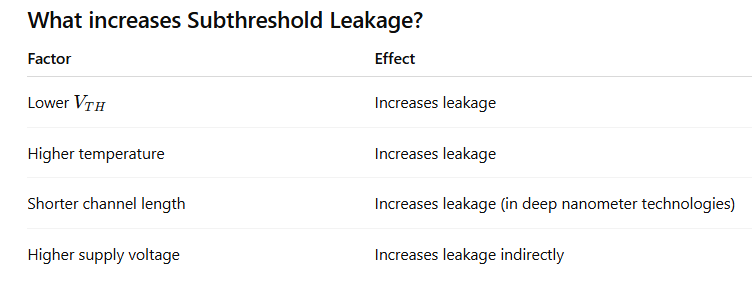 What increases Subthreshold Leakage?
Factor Effect
Lower V_{TH} Increases leakage
Higher temperature Increases leakage
Shorter channel length Increases leakage (in deep nanometer technologies)
Higher supply voltage Increases leakage indirectly